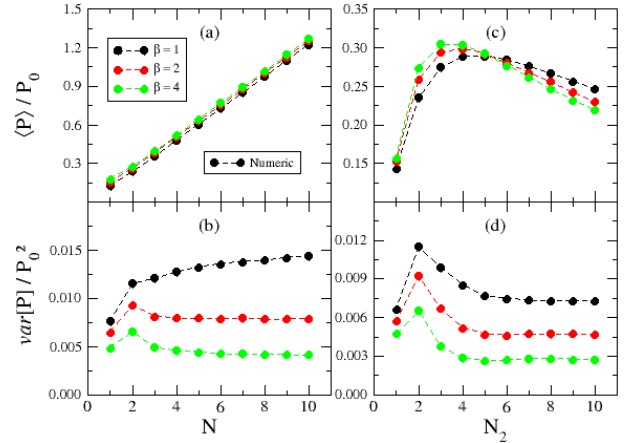 1.5
1.2
0.9
0.6
0.3
⟨P⟩ / P₀
(a)
β = 1
β = 2
β = 4
Numeric
0.35
0.30
0.25
0.20
0.15
(c)
0.015
0.010
0.005
0.000
var[P] / P₀²
(b)
0 2 4 6 8 10
N
0.012
0.009
0.006
0.003
0.000
(d)
0 2 4 6 8 10
N₂